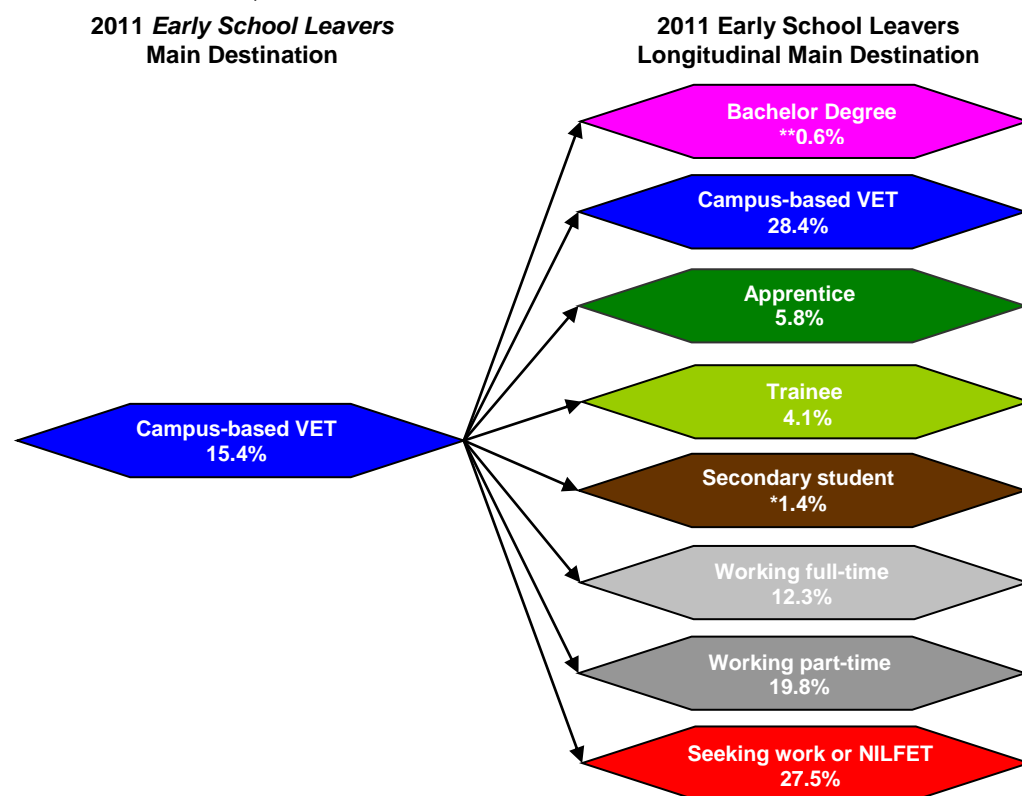 2011 Early School Leavers
Main Destination
2011 Early School Leavers
Longitudinal Main Destination
Bachelor Degree
**0.6%
Campus-based VET
28.4%
Apprentice
5.8%
Trainee
4.1%
Campus-based VET
15.4%
Secondary student
*1.4%
Working full-time
12.3%
Working part-time
19.8%
Seeking work or NILFET
27.5%